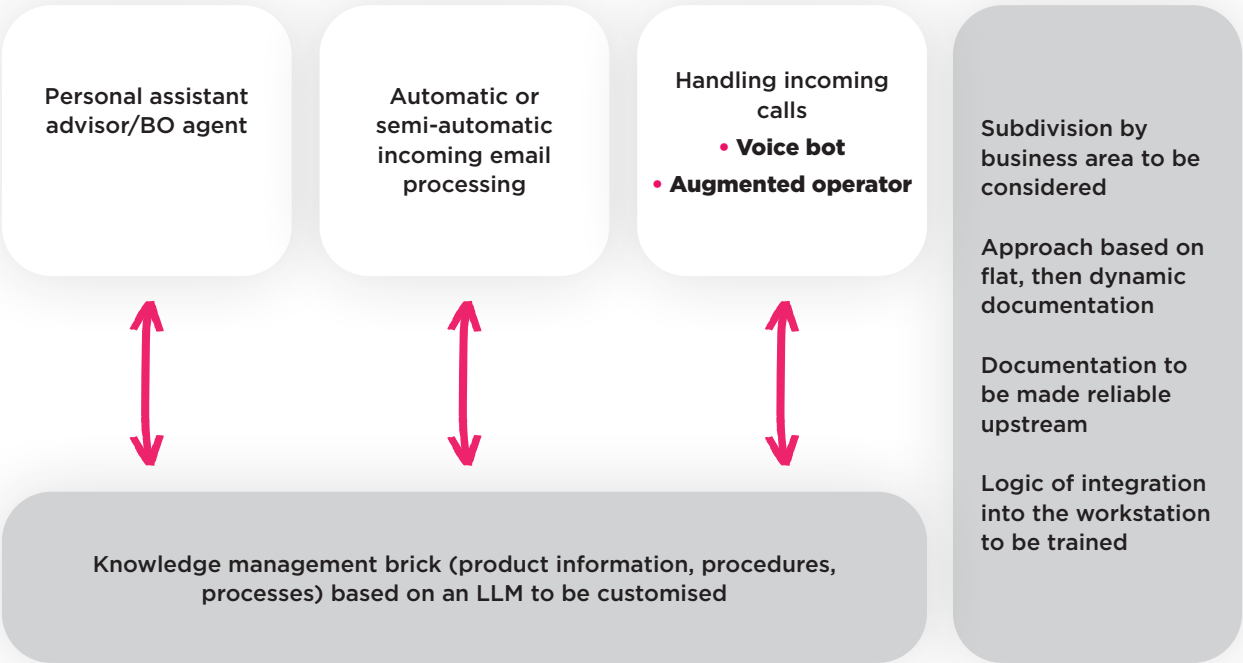 Personal assistant
advisor/BO agent
Automatic or
semi-automatic
incoming email
processing
Handling incoming
calls
• Voice bot
• Augmented operator
Subdivision by
business area to be
considered
Approach based on
flat, then dynamic
documentation
Documentation to
be made reliable
upstream
Logic of integration
into the workstation
to be trained
Knowledge management brick (product information, procedures,
processes) based on an LLM to be customised